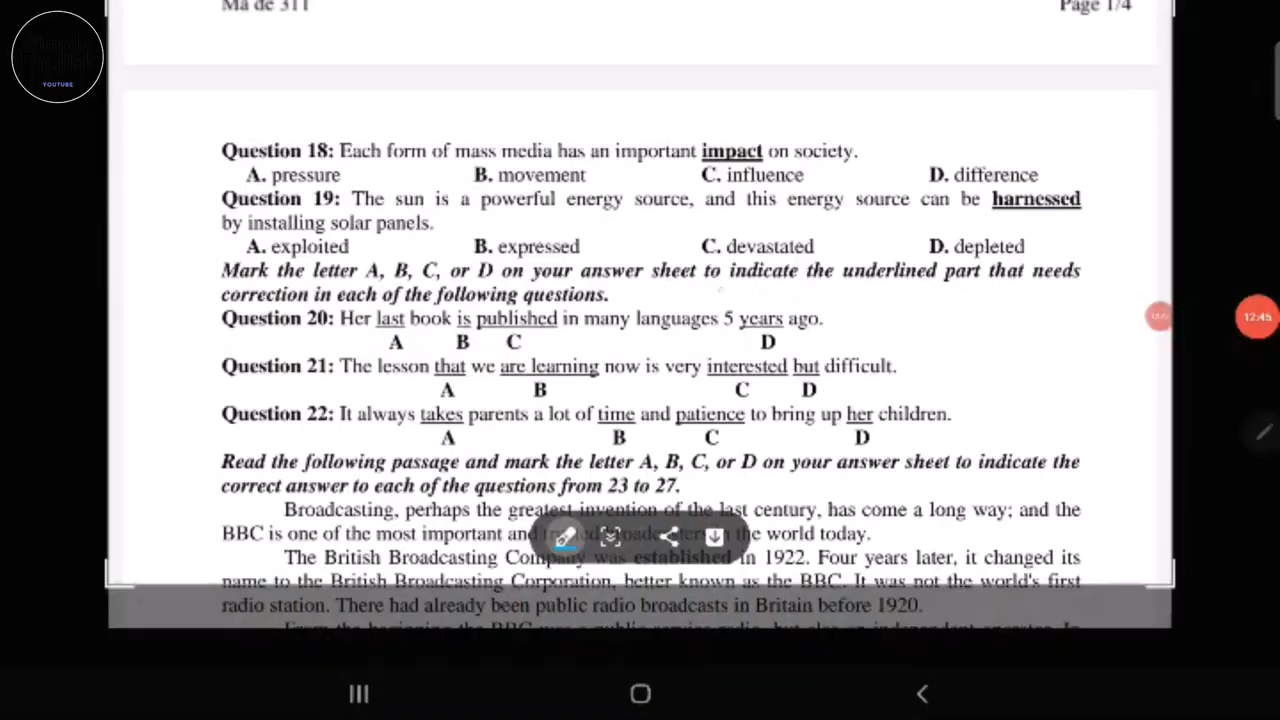 Mã đề 311 Page 1/4
YOUTUBE
Question 18: Each form of mass media has an important impact on society.
A. pressure B. movement C. influence D. difference
Question 19: The sun is a powerful energy source, and this energy source can be harnessed
by installing solar panels.
A. exploited B. expressed C. devastated D. depleted
Mark the letter A, B, C, or D on your answer sheet to indicate the underlined part that needs
correction in each of the following questions.
Question 20: Her last book is published in many languages 5 years ago.
A B C D
12:45
Question 21: The lesson that we are learning now is very interested but difficult.
A B C D
Question 22: It always takes parents a lot of time and patience to bring up her children.
A B C D
Read the following passage and mark the letter A, B, C, or D on your answer sheet to indicate the
correct answer to each of the questions from 23 to 27.
Broadcasting, perhaps the greatest invention of the last century, has come a long way; and the
BBC is one of the most important and the world today.
The British Broadcasting Company was established in 1922. Four years later, it changed its
name to the British Broadcasting Corporation, better known as the BBC. It was not the world's first
radio station. There had already been public radio broadcasts in Britain before 1920.